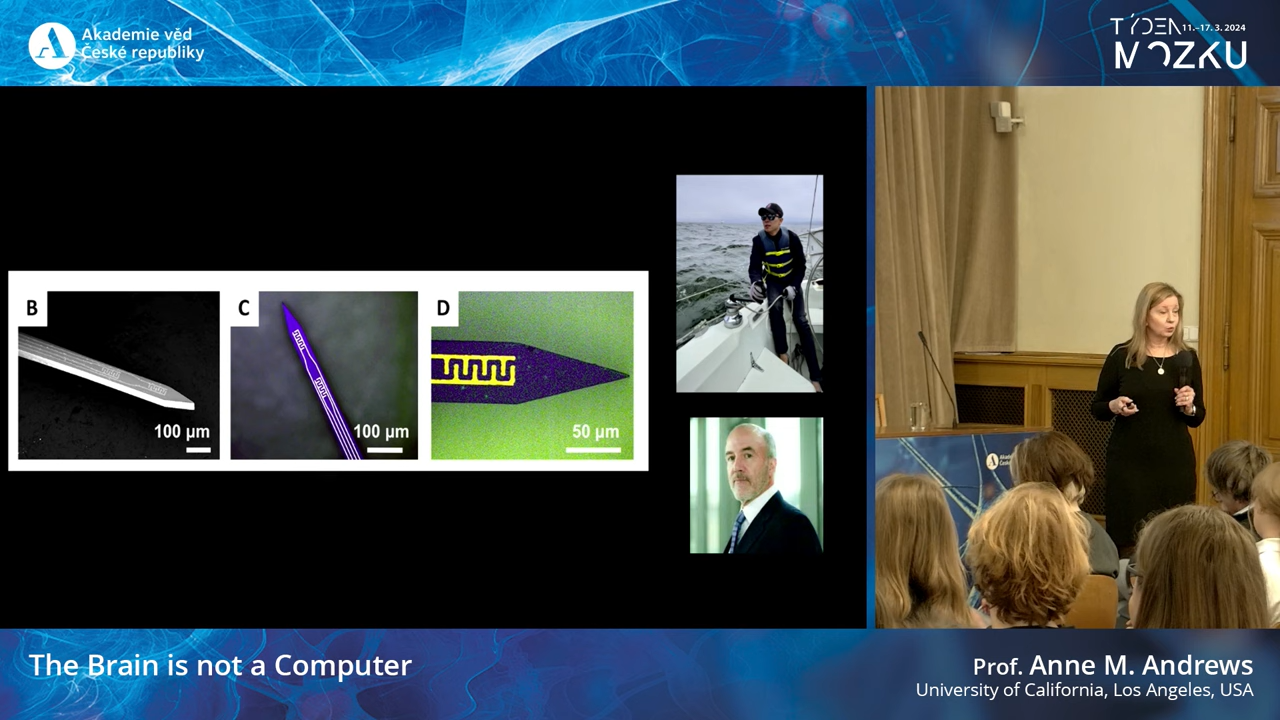 Akademie věd
České republiky
TÝDEN 11.–17. 3. 2024
MOZKU
B
C
D
100 µm
100 µm
50 µm
The Brain is not a Computer
Prof. Anne M. Andrews
University of California, Los Angeles, USA